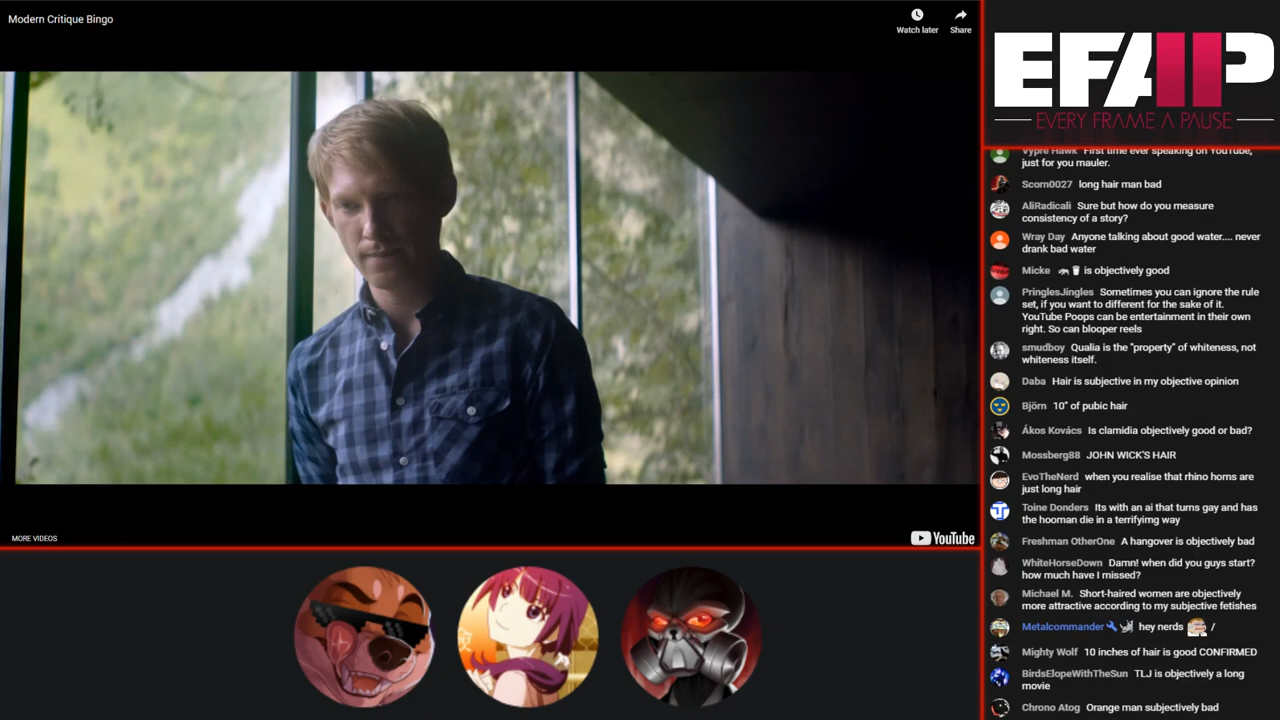 Modern Critique Bingo
Watch later
Share
EFAP
EVERY FRAME A PAUSE
Vypre Hawk First time ever speaking on YouTube,
just for you mauler.
Scorn0027 long hair man bad
AliRadicali Sure but how do you measure
consistency of a story?
Wray Day Anyone talking about good water.... never
drank bad water
Micke is objectively good
PringlesJingles Sometimes you can ignore the rule
set, if you want to different for the sake of it.
YouTube Poops can be entertainment in their own
right. So can blooper reels
smudboy Qualia is the "property" of whiteness, not
whiteness itself.
Daba Hair is subjective in my objective opinion
Björn 10" of pubic hair
Ákos Kovács Is clamidia objectively good or bad?
Mossberg88 JOHN WICK'S HAIR
EvoTheNerd when you realise that rhino horns are
just long hair
Toine Donders Its with an ai that turns gay and has
the hooman die in a terrifyimg way
Freshman OtherOne A hangover is objectively bad
WhiteHorseDown Damn! when did you guys start?
how much have I missed?
Michael M. Short-haired women are objectively
more attractive according to my subjective fetishes
Metalcommander hey nerds /
Mighty Wolf 10 inches of hair is good CONFIRMED
BirdsElopeWithTheSun TLJ is objectively a long
movie
Chrono Atog Orange man subjectively bad
MORE VIDEOS
YouTube